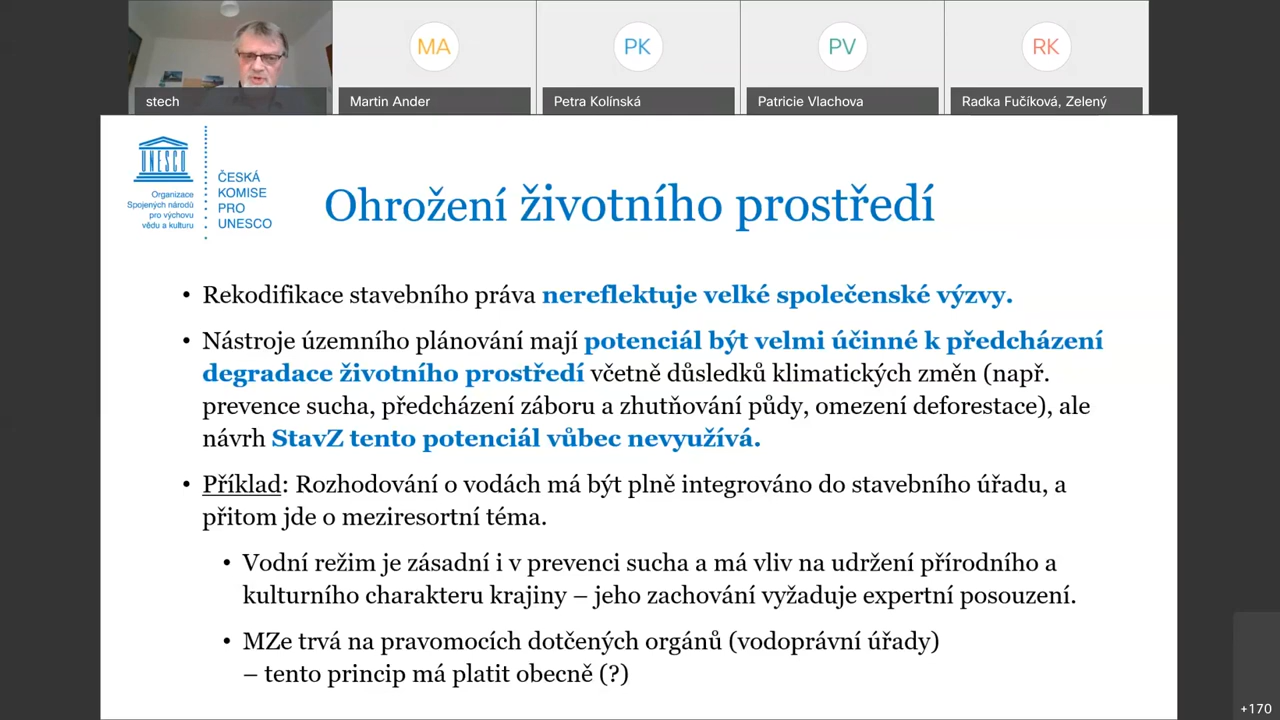 MA
PK
PV
RK
stech
Martin Ander
Petra Kolínská
Patricie Vlachova
Radka Fučíková, Zelený
UNESCO
Organizace
Spojených národů
pro výchovu
vědu a kulturu
ČESKÁ
KOMISE
PRO
UNESCO
Ohrožení životního prostředí
• Rekodifikace stavebního práva nereflektuje velké společenské výzvy.
• Nástroje územního plánování mají potenciál být velmi účinné k předcházení
degradace životního prostředí včetně důsledků klimatických změn (např.
prevence sucha, předcházení záboru a zhutňování půdy, omezení deforestace), ale
návrh StavZ tento potenciál vůbec nevyužívá.
• Příklad: Rozhodování o vodách má být plně integrováno do stavebního úřadu, a
přitom jde o meziresortní téma.
• Vodní režim je zásadní i v prevenci sucha a má vliv na udržení přírodního a
kulturního charakteru krajiny – jeho zachování vyžaduje expertní posouzení.
• MZe trvá na pravomocích dotčených orgánů (vodoprávní úřady)
– tento princip má platit obecně (?)
+170